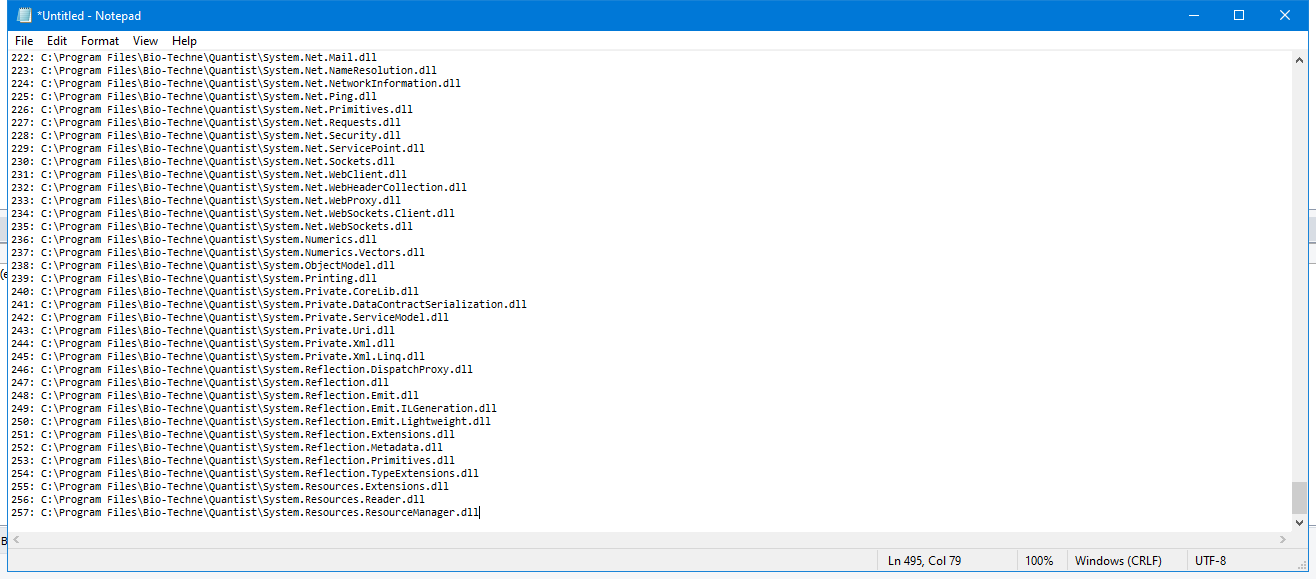 *Untitled - Notepad
File Edit Format View Help
222: C:\Program Files\Bio-Techne\Quantist\System.Net.Mail.dll
223: C:\Program Files\Bio-Techne\Quantist\System.Net.NameResolution.dll
224: C:\Program Files\Bio-Techne\Quantist\System.Net.NetworkInformation.dll
225: C:\Program Files\Bio-Techne\Quantist\System.Net.Ping.dll
226: C:\Program Files\Bio-Techne\Quantist\System.Net.Primitives.dll
227: C:\Program Files\Bio-Techne\Quantist\System.Net.Requests.dll
228: C:\Program Files\Bio-Techne\Quantist\System.Net.Security.dll
229: C:\Program Files\Bio-Techne\Quantist\System.Net.ServicePoint.dll
230: C:\Program Files\Bio-Techne\Quantist\System.Net.Sockets.dll
231: C:\Program Files\Bio-Techne\Quantist\System.Net.WebClient.dll
232: C:\Program Files\Bio-Techne\Quantist\System.Net.WebHeaderCollection.dll
233: C:\Program Files\Bio-Techne\Quantist\System.Net.WebProxy.dll
234: C:\Program Files\Bio-Techne\Quantist\System.Net.WebSockets.Client.dll
235: C:\Program Files\Bio-Techne\Quantist\System.Net.WebSockets.dll
236: C:\Program Files\Bio-Techne\Quantist\System.Numerics.dll
237: C:\Program Files\Bio-Techne\Quantist\System.Numerics.Vectors.dll
238: C:\Program Files\Bio-Techne\Quantist\System.ObjectModel.dll
239: C:\Program Files\Bio-Techne\Quantist\System.Printing.dll
240: C:\Program Files\Bio-Techne\Quantist\System.Private.CoreLib.dll
241: C:\Program Files\Bio-Techne\Quantist\System.Private.DataContractSerialization.dll
242: C:\Program Files\Bio-Techne\Quantist\System.Private.ServiceModel.dll
243: C:\Program Files\Bio-Techne\Quantist\System.Private.Uri.dll
244: C:\Program Files\Bio-Techne\Quantist\System.Private.Xml.dll
245: C:\Program Files\Bio-Techne\Quantist\System.Private.Xml.Linq.dll
246: C:\Program Files\Bio-Techne\Quantist\System.Reflection.DispatchProxy.dll
247: C:\Program Files\Bio-Techne\Quantist\System.Reflection.dll
248: C:\Program Files\Bio-Techne\Quantist\System.Reflection.Emit.dll
249: C:\Program Files\Bio-Techne\Quantist\System.Reflection.Emit.ILGeneration.dll
250: C:\Program Files\Bio-Techne\Quantist\System.Reflection.Emit.Lightweight.dll
251: C:\Program Files\Bio-Techne\Quantist\System.Reflection.Extensions.dll
252: C:\Program Files\Bio-Techne\Quantist\System.Reflection.Metadata.dll
253: C:\Program Files\Bio-Techne\Quantist\System.Reflection.Primitives.dll
254: C:\Program Files\Bio-Techne\Quantist\System.Reflection.TypeExtensions.dll
255: C:\Program Files\Bio-Techne\Quantist\System.Resources.Extensions.dll
256: C:\Program Files\Bio-Techne\Quantist\System.Resources.Reader.dll
257: C:\Program Files\Bio-Techne\Quantist\System.Resources.ResourceManager.dll
Ln 495, Col 79 100% Windows (CRLF) UTF-8